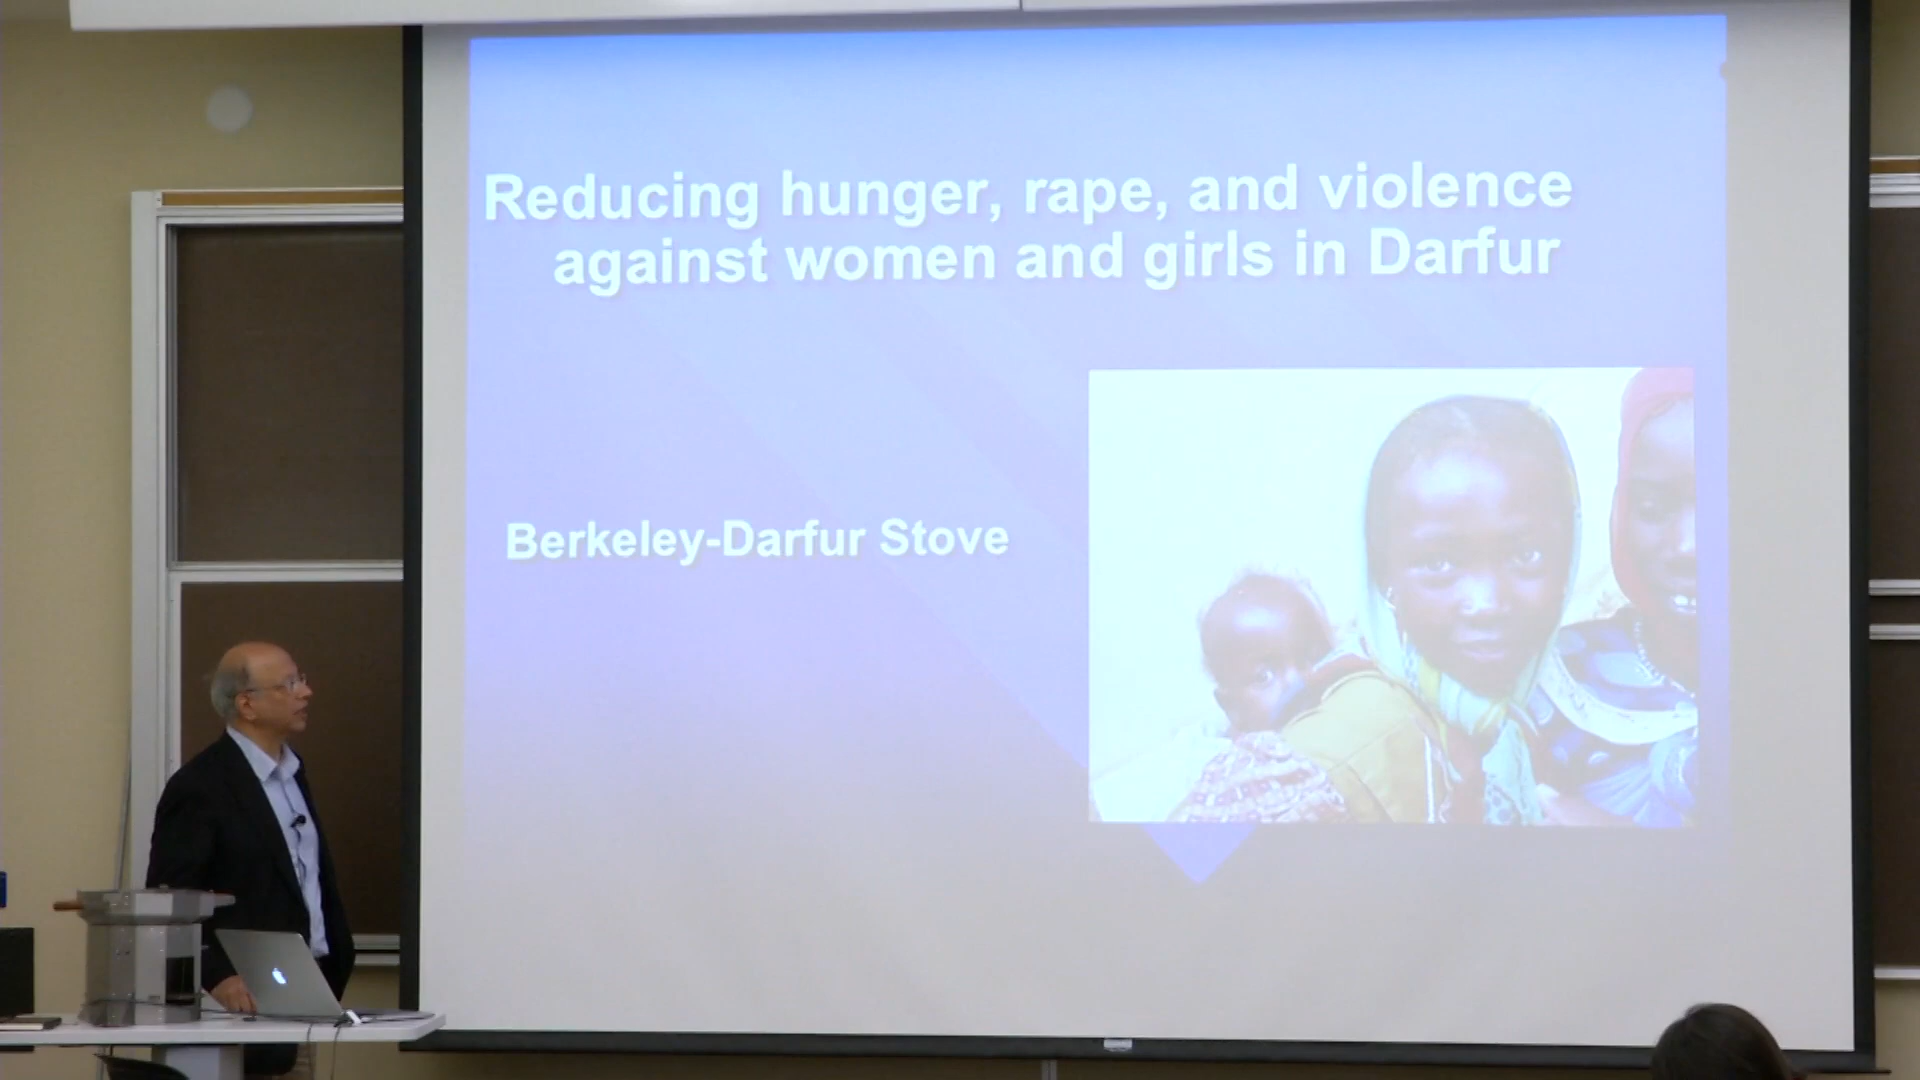 Reducing hunger, rape, and violence
against women and girls in Darfur
Berkeley-Darfur Stove